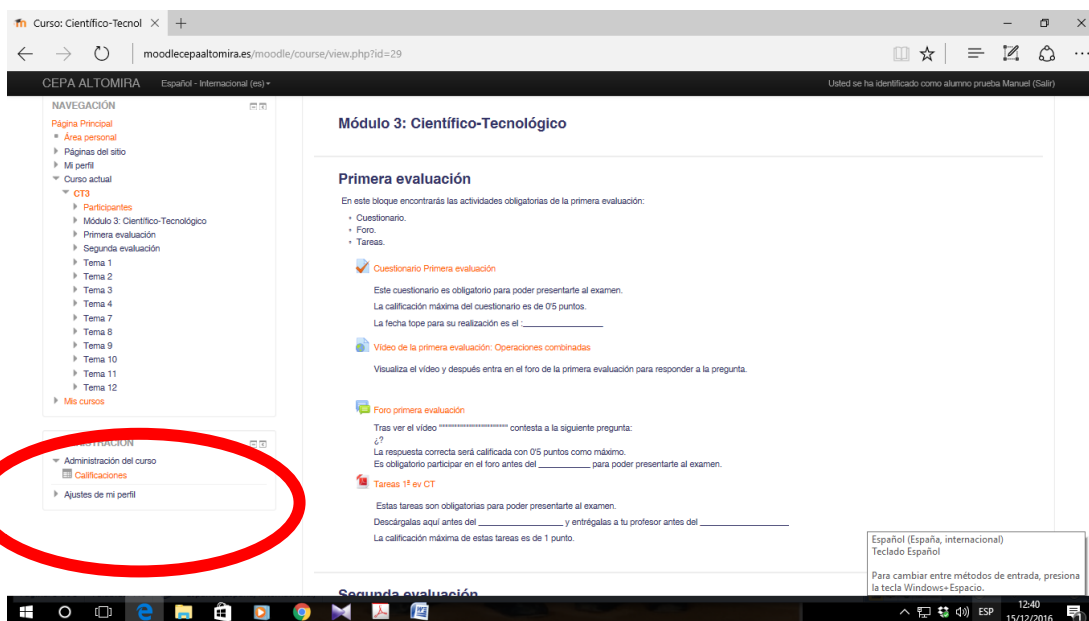 Curso: Científico-Tecnol
moodlecepaaltomira.es/moodle/course/view.php?id=29
CEPA ALTOMIRA
Español - Internacional (es)
Usted se ha identificado como alumno prueba Manuel (Salir)
NAVEGACIÓN
Página Principal
Área personal
Páginas del sitio
Mi perfil
Curso actual
CT3
Participantes
Módulo 3: Científico-Tecnológico
Primera evaluación
Segunda evaluación
Tema 1
Tema 2
Tema 3
Tema 4
Tema 7
Tema 8
Tema 9
Tema 10
Tema 11
Tema 12
Mis cursos
Administración del curso
Calificaciones
Ajustes de mi perfil
Módulo 3: Científico-Tecnológico
Primera evaluación
En este bloque encontrarás las actividades obligatorias de la primera evaluación:
Cuestionario.
Foro.
Tareas.
Cuestionario Primera evaluación
Este cuestionario es obligatorio para poder presentarte al examen.
La calificación máxima del cuestionario es de 0'5 puntos.
La fecha tope para su realización es el :____________________
Vídeo de la primera evaluación: Operaciones combinadas
Visualiza el vídeo y después entra en el foro de la primera evaluación para responder a la pregunta.
Foro primera evaluación
Tras ver el vídeo """"""""""""""""""""""" contesta a la siguiente pregunta:
¿?
La respuesta correcta será calificada con 0'5 puntos como máximo.
Es obligatorio participar en el foro antes del _____________ para poder presentarte al examen.
Tareas 1ª ev CT
Estas tareas son obligatorias para poder presentarte al examen.
Descárgalas aquí antes del _____________________ y entrégalas a tu profesor antes del ______________________
La calificación máxima de estas tareas es de 1 punto.
Segunda evaluación
Español (España, internacional)
Teclado Español
Para cambiar entre métodos de entrada, presiona
la tecla Windows+Espacio.
ESP
12:40
15/12/2016